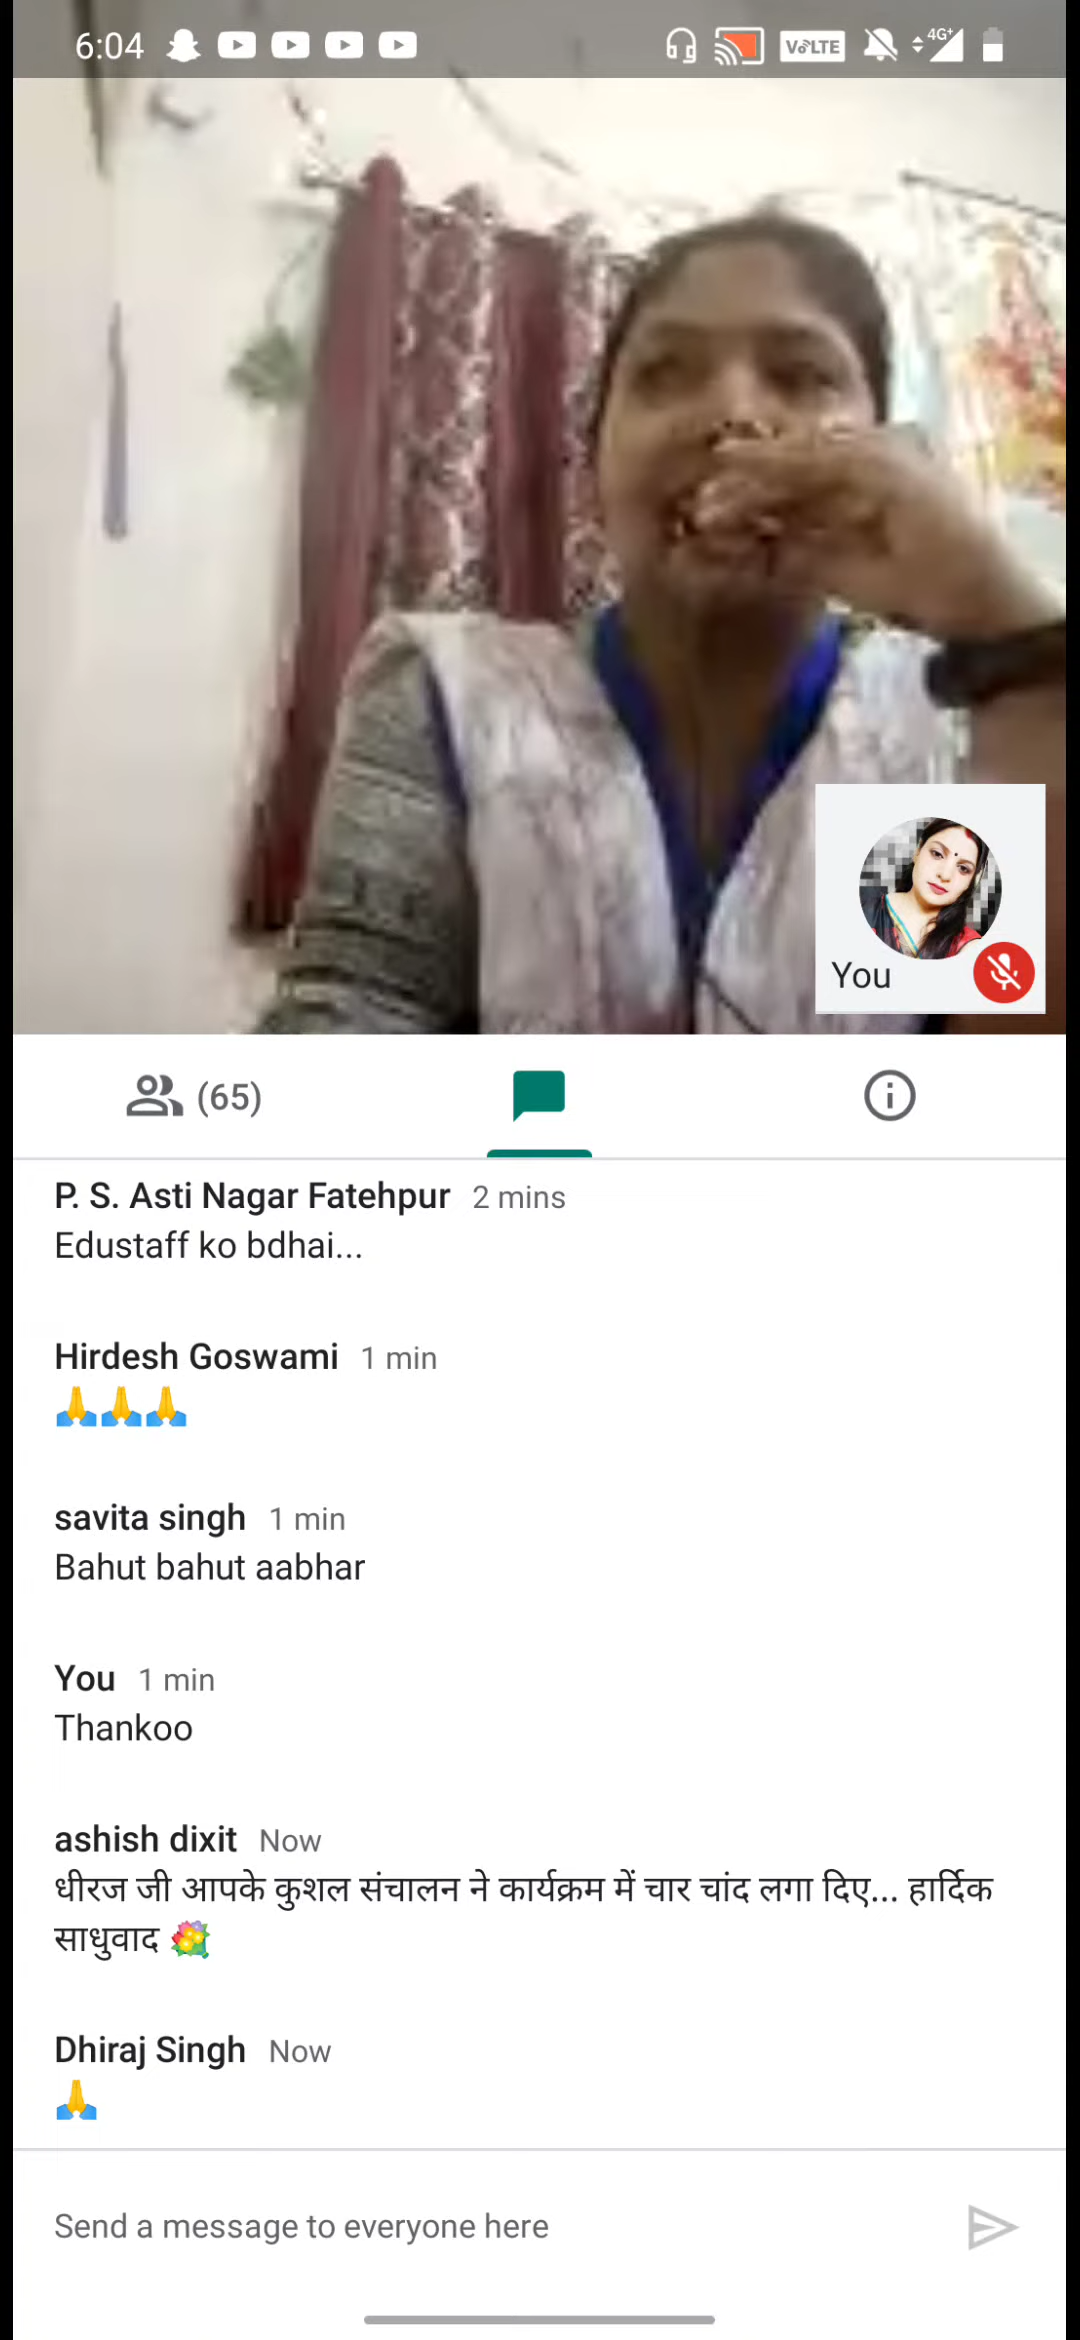 6:04
VoLTE
4G+
You
(65)
P. S. Asti Nagar Fatehpur 2 mins
Edustaff ko bdhai...
Hirdesh Goswami 1 min
🙏🙏🙏
savita singh 1 min
Bahut bahut aabhar
You 1 min
Thankoo
ashish dixit Now
धीरज जी आपके कुशल संचालन ने कार्यक्रम में चार चांद लगा दिए... हार्दिक
साधुवाद 💐
Dhiraj Singh Now
🙏
Send a message to everyone here